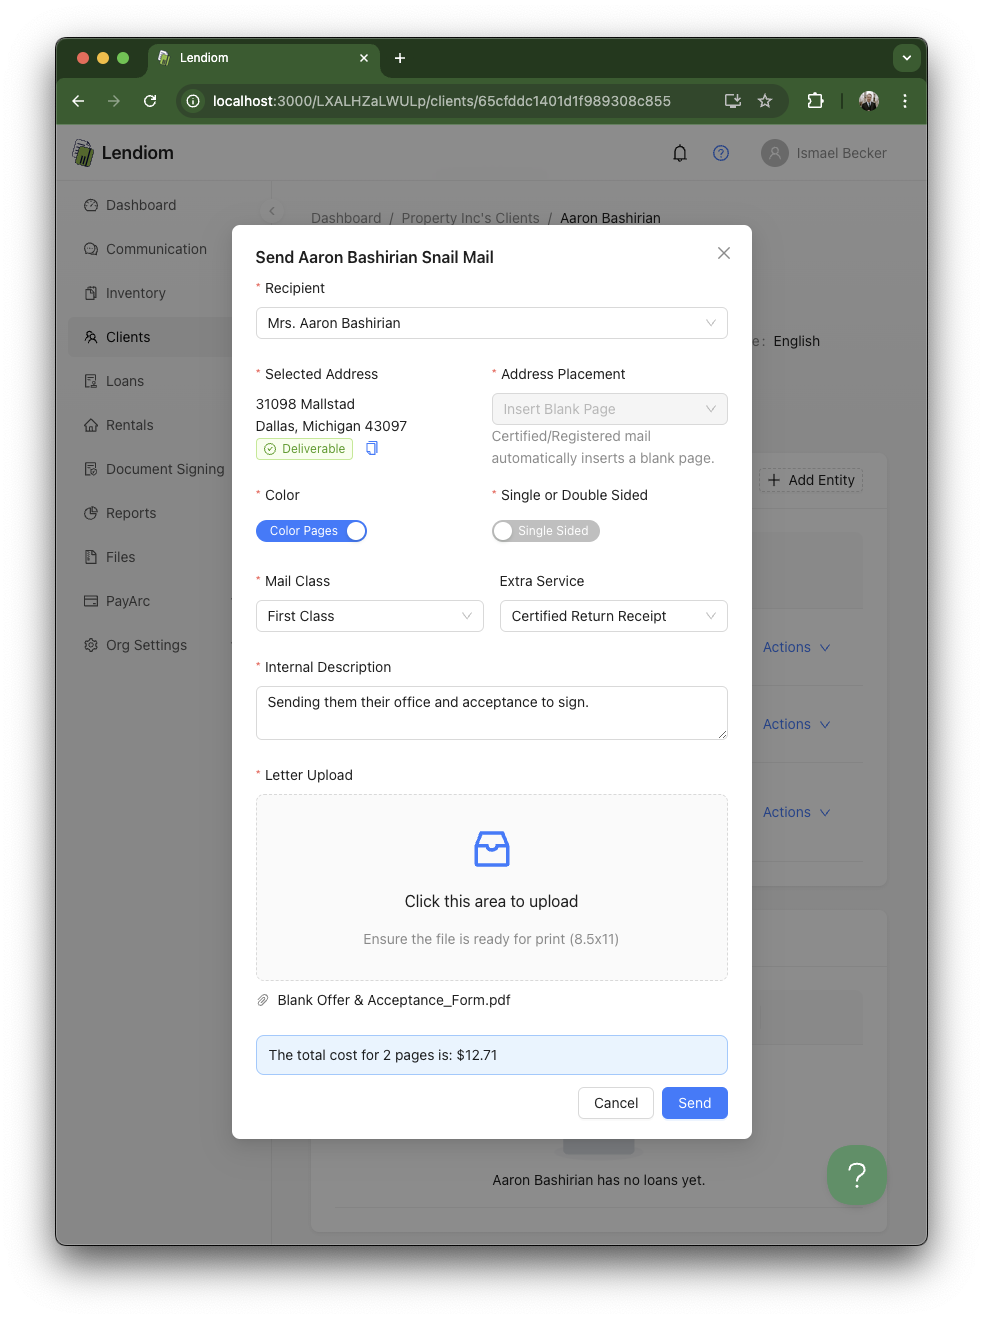 Lendiom
localhost:3000/LXALHZaLWULp/clients/65cfddc1401d1f989308c855
Lendiom
Ismael Becker
Dashboard
Communication
Inventory
Clients
Loans
Rentals
Document Signing
Reports
Files
PayArc
Org Settings
Dashboard / Property Inc's Clients / Aaron Bashirian
English
Add Entity
Actions
Actions
Actions
Send Aaron Bashirian Snail Mail
* Recipient
Mrs. Aaron Bashirian
* Selected Address
31098 Mallstad
Dallas, Michigan 43097
Deliverable
* Address Placement
Insert Blank Page
Certified/Registered mail
automatically inserts a blank page.
* Color
Color Pages
* Single or Double Sided
Single Sided
* Mail Class
First Class
Extra Service
Certified Return Receipt
* Internal Description
Sending them their office and acceptance to sign.
* Letter Upload
Click this area to upload
Ensure the file is ready for print (8.5x11)
Blank Offer & Acceptance_Form.pdf
The total cost for 2 pages is: $12.71
Cancel
Send
Aaron Bashirian has no loans yet.
?